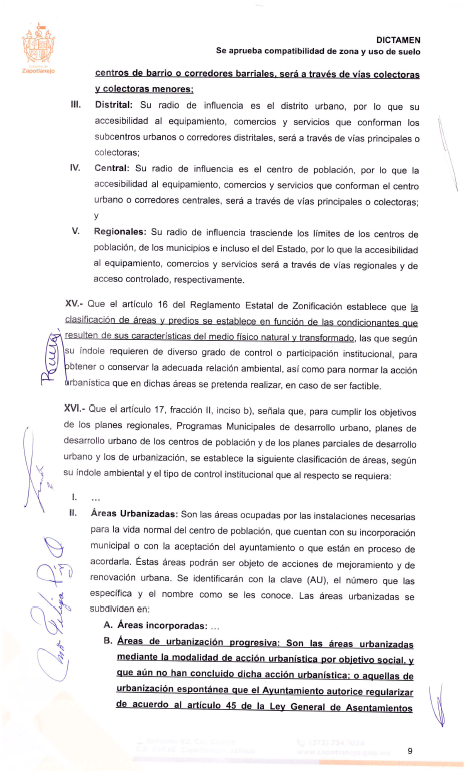 Zapotlanejo
DICTAMEN
Se aprueba compatibilidad de zona y uso de suelo
centros de barrio o corredores barriales, será a través de vías colectoras
y colectoras menores;
III. Distrital: Su radio de influencia es el distrito urbano, por lo que su
accesibilidad al equipamiento, comercios y servicios que conforman los
subcentros urbanos o corredores distritales, será a través de vías principales o
colectoras;
IV. Central: Su radio de influencia es el centro de población, por lo que la
accesibilidad al equipamiento, comercios y servicios que conforman el centro
urbano o corredores centrales, será a través de vías principales o colectoras;
y
V. Regionales: Su radio de influencia trasciende los límites de los centros de
población, de los municipios e incluso el del Estado, por lo que la accesibilidad
al equipamiento, comercios y servicios será a través de vías regionales y de
acceso controlado, respectivamente.
XV.- Que el artículo 16 del Reglamento Estatal de Zonificación establece que la
clasificación de áreas y predios se establece en función de las condicionantes que
resulten de sus características del medio físico natural y transformado, las que según
su índole requieren de diverso grado de control o participación institucional, para
obtener o conservar la adecuada relación ambiental, así como para normar la acción
urbanística que en dichas áreas se pretenda realizar, en caso de ser factible.
XVI.- Que el artículo 17, fracción II, inciso b), señala que, para cumplir los objetivos
de los planes regionales, Programas Municipales de desarrollo urbano, planes de
desarrollo urbano de los centros de población y de los planes parciales de desarrollo
urbano y los de urbanización, se establece la siguiente clasificación de áreas, según
su índole ambiental y el tipo de control institucional que al respecto se requiera:
I. ...
II. Áreas Urbanizadas: Son las áreas ocupadas por las instalaciones necesarias
para la vida normal del centro de población, que cuentan con su incorporación
municipal o con la aceptación del ayuntamiento o que están en proceso de
acordarla. Éstas áreas podrán ser objeto de acciones de mejoramiento y de
renovación urbana. Se identificarán con la clave (AU), el número que las
especifica y el nombre como se les conoce. Las áreas urbanizadas se
subdividen en:
A. Áreas incorporadas: ...
B. Áreas de urbanización progresiva: Son las áreas urbanizadas
mediante la modalidad de acción urbanística por objetivo social, y
que aún no han concluido dicha acción urbanística; o aquellas de
urbanización espontánea que el Ayuntamiento autorice regularizar
de acuerdo al artículo 45 de la Ley General de Asentamientos
9